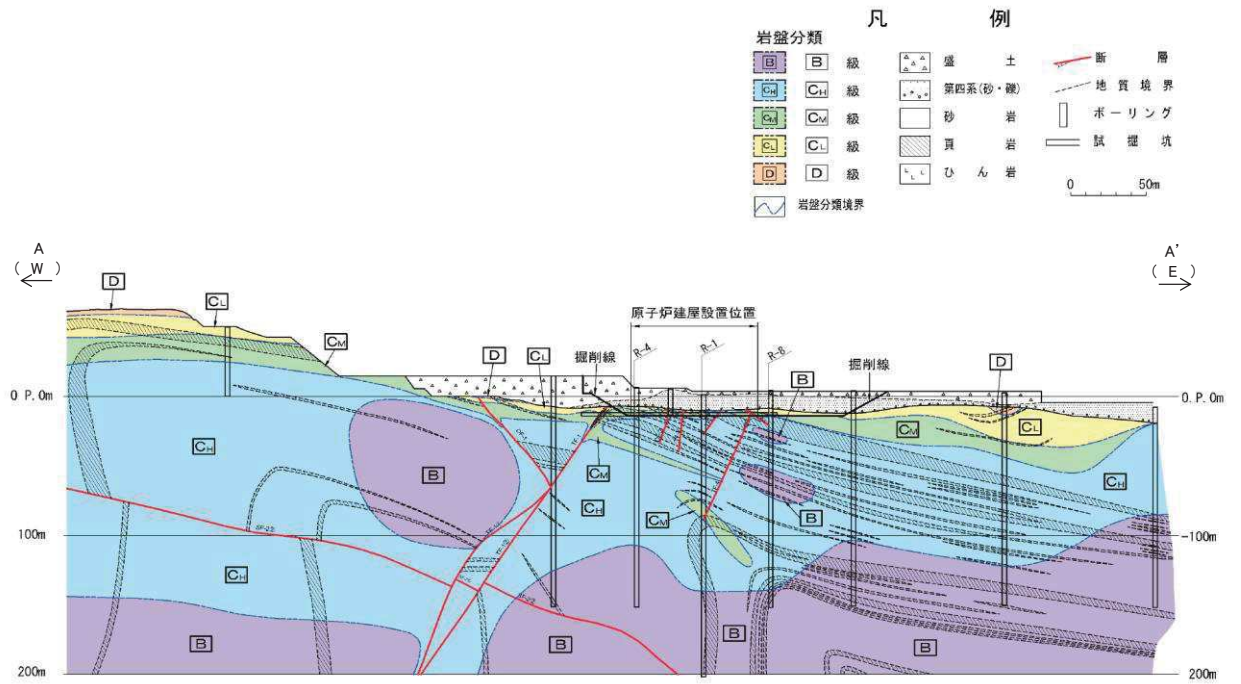 凡 例
岩盤分類
B B 級
CH CH 級
CM CM 級
CL CL 級
D D 級
岩盤分類境界
盛 土
第四系(砂・礫)
砂 岩
頁 岩
ひん岩
断 層
地質境界
ボーリング
試掘坑
0 50m
A
(W)
A'
(E)
D
CL
CM
D
CL
掘削線
原子炉建屋設置位置
R-4
R-1
R-8
B
掘削線
D
0 P.0m
0.P.0m
CH
B
CM
CH
CM
B
CM
CL
CH
100m
-100m
CH
B
B
B
B
200m
200m